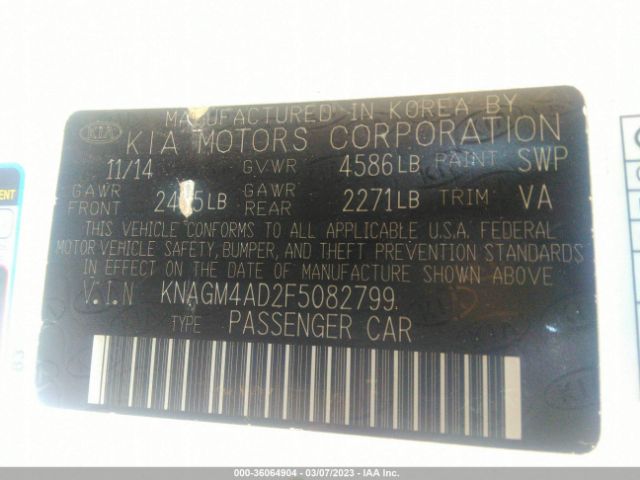 MANUFACTURED IN KOREA BY
KIA KIA MOTORS CORPORATION
11/14 GVWR 4586LB PAINT SWP
GAWR FRONT LB GAWR REAR 2271LB TRIM VA
THIS VEHICLE CONFORMS TO ALL APPLICABLE U.S.A. FEDERAL
MOTOR VEHICLE SAFETY, BUMPER, AND THEFT PREVENTION STANDARDS
IN EFFECT ON THE DATE OF MANUFACTURE SHOWN ABOVE
V.I.N KNAGM4AD2F5082799.
TYPE PASSENGER CAR
000-36064904 - 03/07/2023 - IAA Inc.